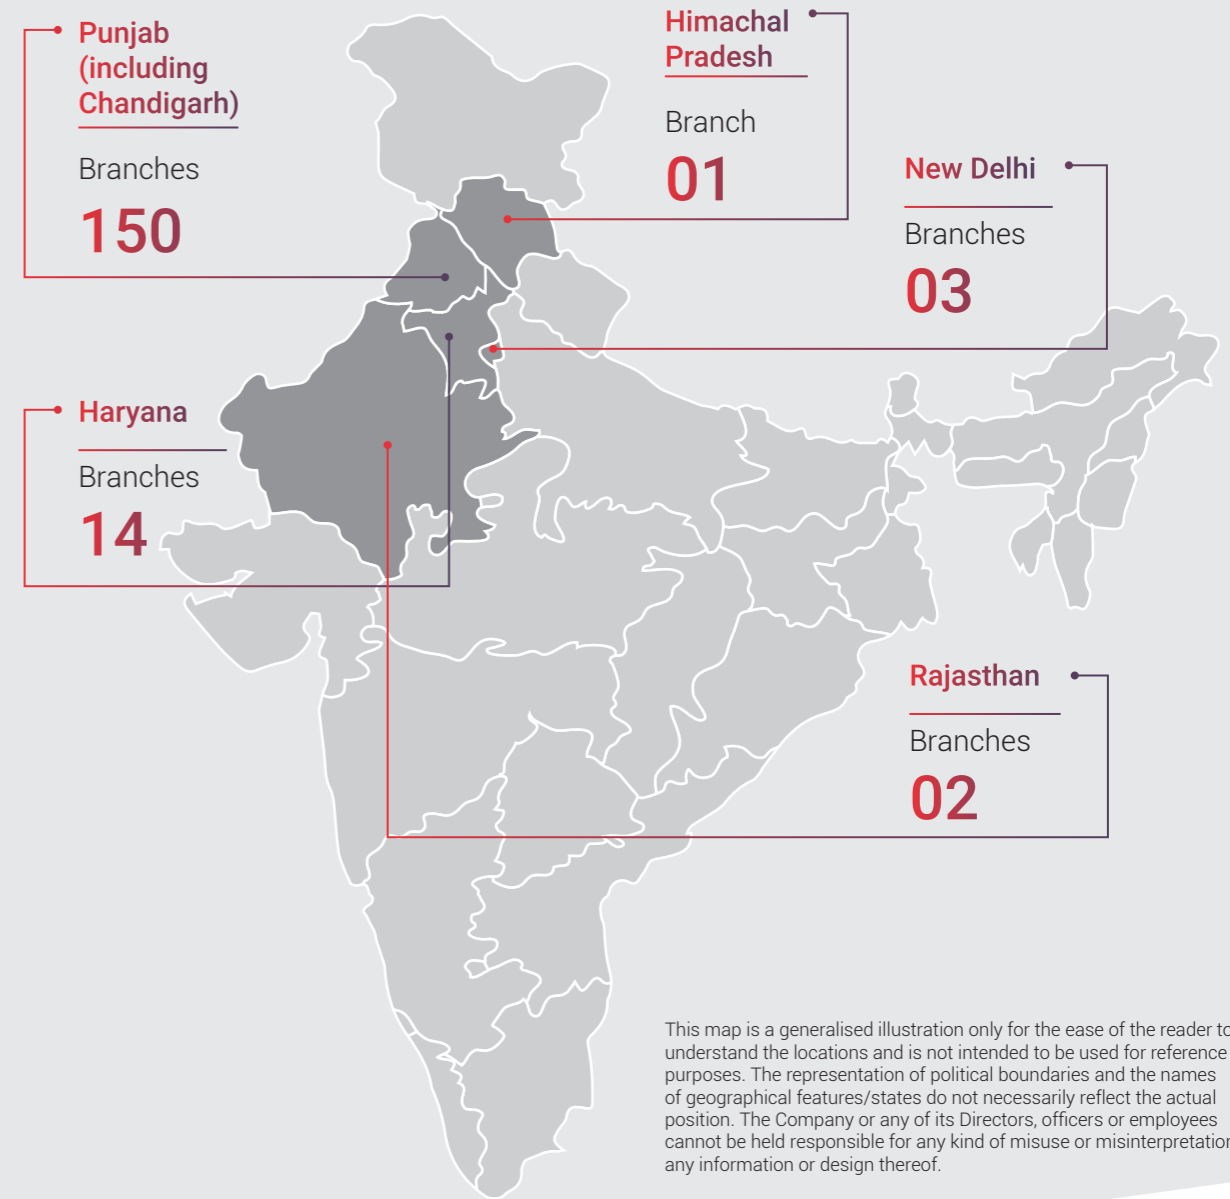 Punjab
(including
Chandigarh)
Branches
150
Himachal
Pradesh
Branch
01
New Delhi
Branches
03
Haryana
Branches
14
Rajasthan
Branches
02
This map is a generalised illustration only for the ease of the reader to
understand the locations and is not intended to be used for reference
purposes. The representation of political boundaries and the names
of geographical features/states do not necessarily reflect the actual
position. The Company or any of its Directors, officers or employees
cannot be held responsible for any kind of misuse or misinterpretation
any information or design thereof.